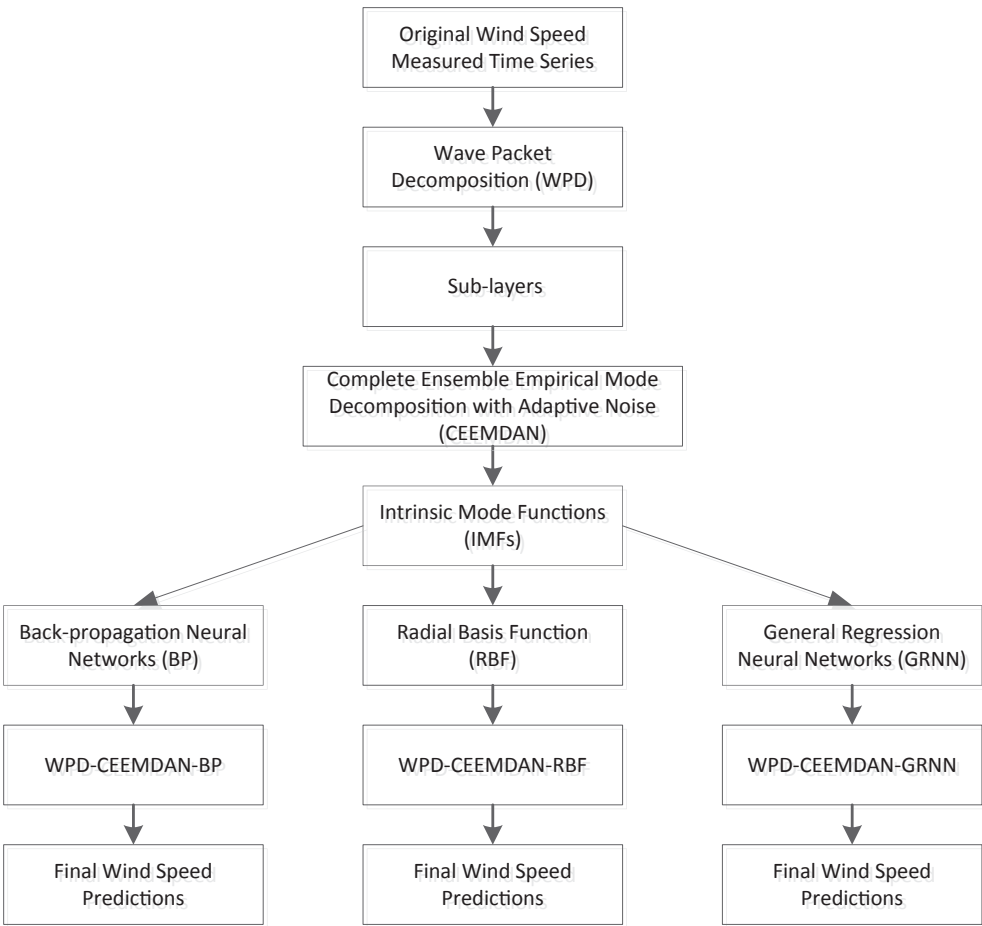 Original Wind Speed
Measured Time Series
Wave Packet
Decomposition (WPD)
Sub-layers
Complete Ensemble Empirical Mode
Decomposition with Adaptive Noise
(CEEMDAN)
Intrinsic Mode Functions
(IMFs)
Back-propagation Neural
Networks (BP)
Radial Basis Function
(RBF)
General Regression
Neural Networks (GRNN)
WPD-CEEMDAN-BP
WPD-CEEMDAN-RBF
WPD-CEEMDAN-GRNN
Final Wind Speed
Predictions
Final Wind Speed
Predictions
Final Wind Speed
Predictions